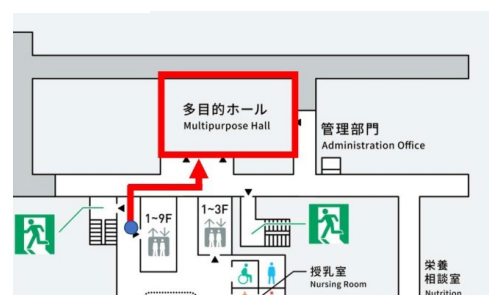 多目的ホール
Multipurpose Hall
管理部門
Administration Office
1~9F
1~3F
授乳室
Nursing Room
栄養
相談室
Nutrition